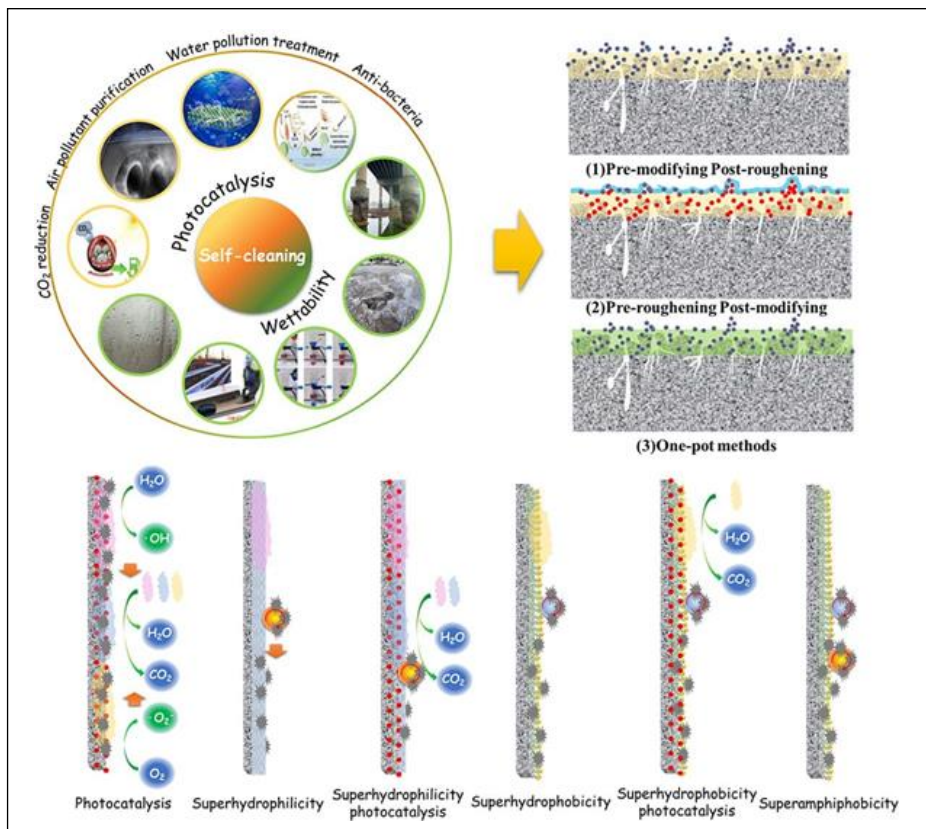 Water pollution treatment
Air pollutant purification
Anti-bacteria
CO₂ reduction
Photocatalysis
Self-cleaning
Wettability
(1)Pre-modifying Post-roughening
(2)Pre-roughening Post-modifying
(3)One-pot methods
H₂O
·OH
H₂O
CO₂
·O₂⁻
O₂
Photocatalysis
Superhydrophilicity
H₂O
CO₂
Superhydrophilicity
photocatalysis
Superhydrophobicity
H₂O
CO₂
Superhydrophobicity
photocatalysis
Superamphiphobicity